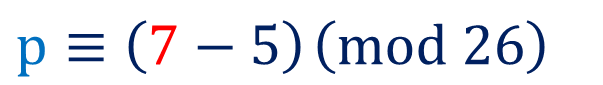 p ≡ (7 − 5) (mod 26)